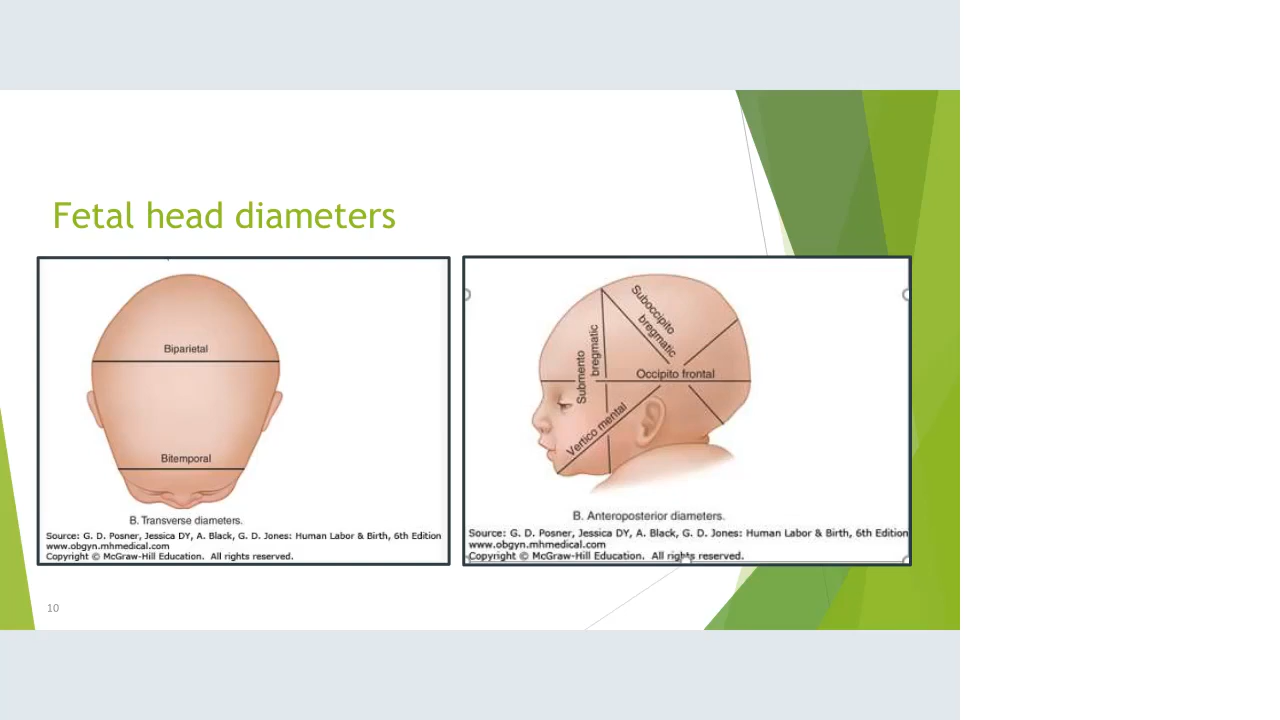 Fetal head diameters
Biparietal
Bitemporal
B. Transverse diameters.
Source: G. D. Posner, Jessica DY, A. Black, G. D. Jones: Human Labor & Birth, 6th Edition
www.obgyn.mhmedical.com
Copyright © McGraw-Hill Education. All rights reserved.
Suboccipito
bregmatic
Submento
bregmatic
Occipito frontal
Vertico mental
B. Anteroposterior diameters.
Source: G. D. Posner, Jessica DY, A. Black, G. D. Jones: Human Labor & Birth, 6th Edition
www.obgyn.mhmedical.com
Copyright © McGraw-Hill Education. All rights reserved.
10